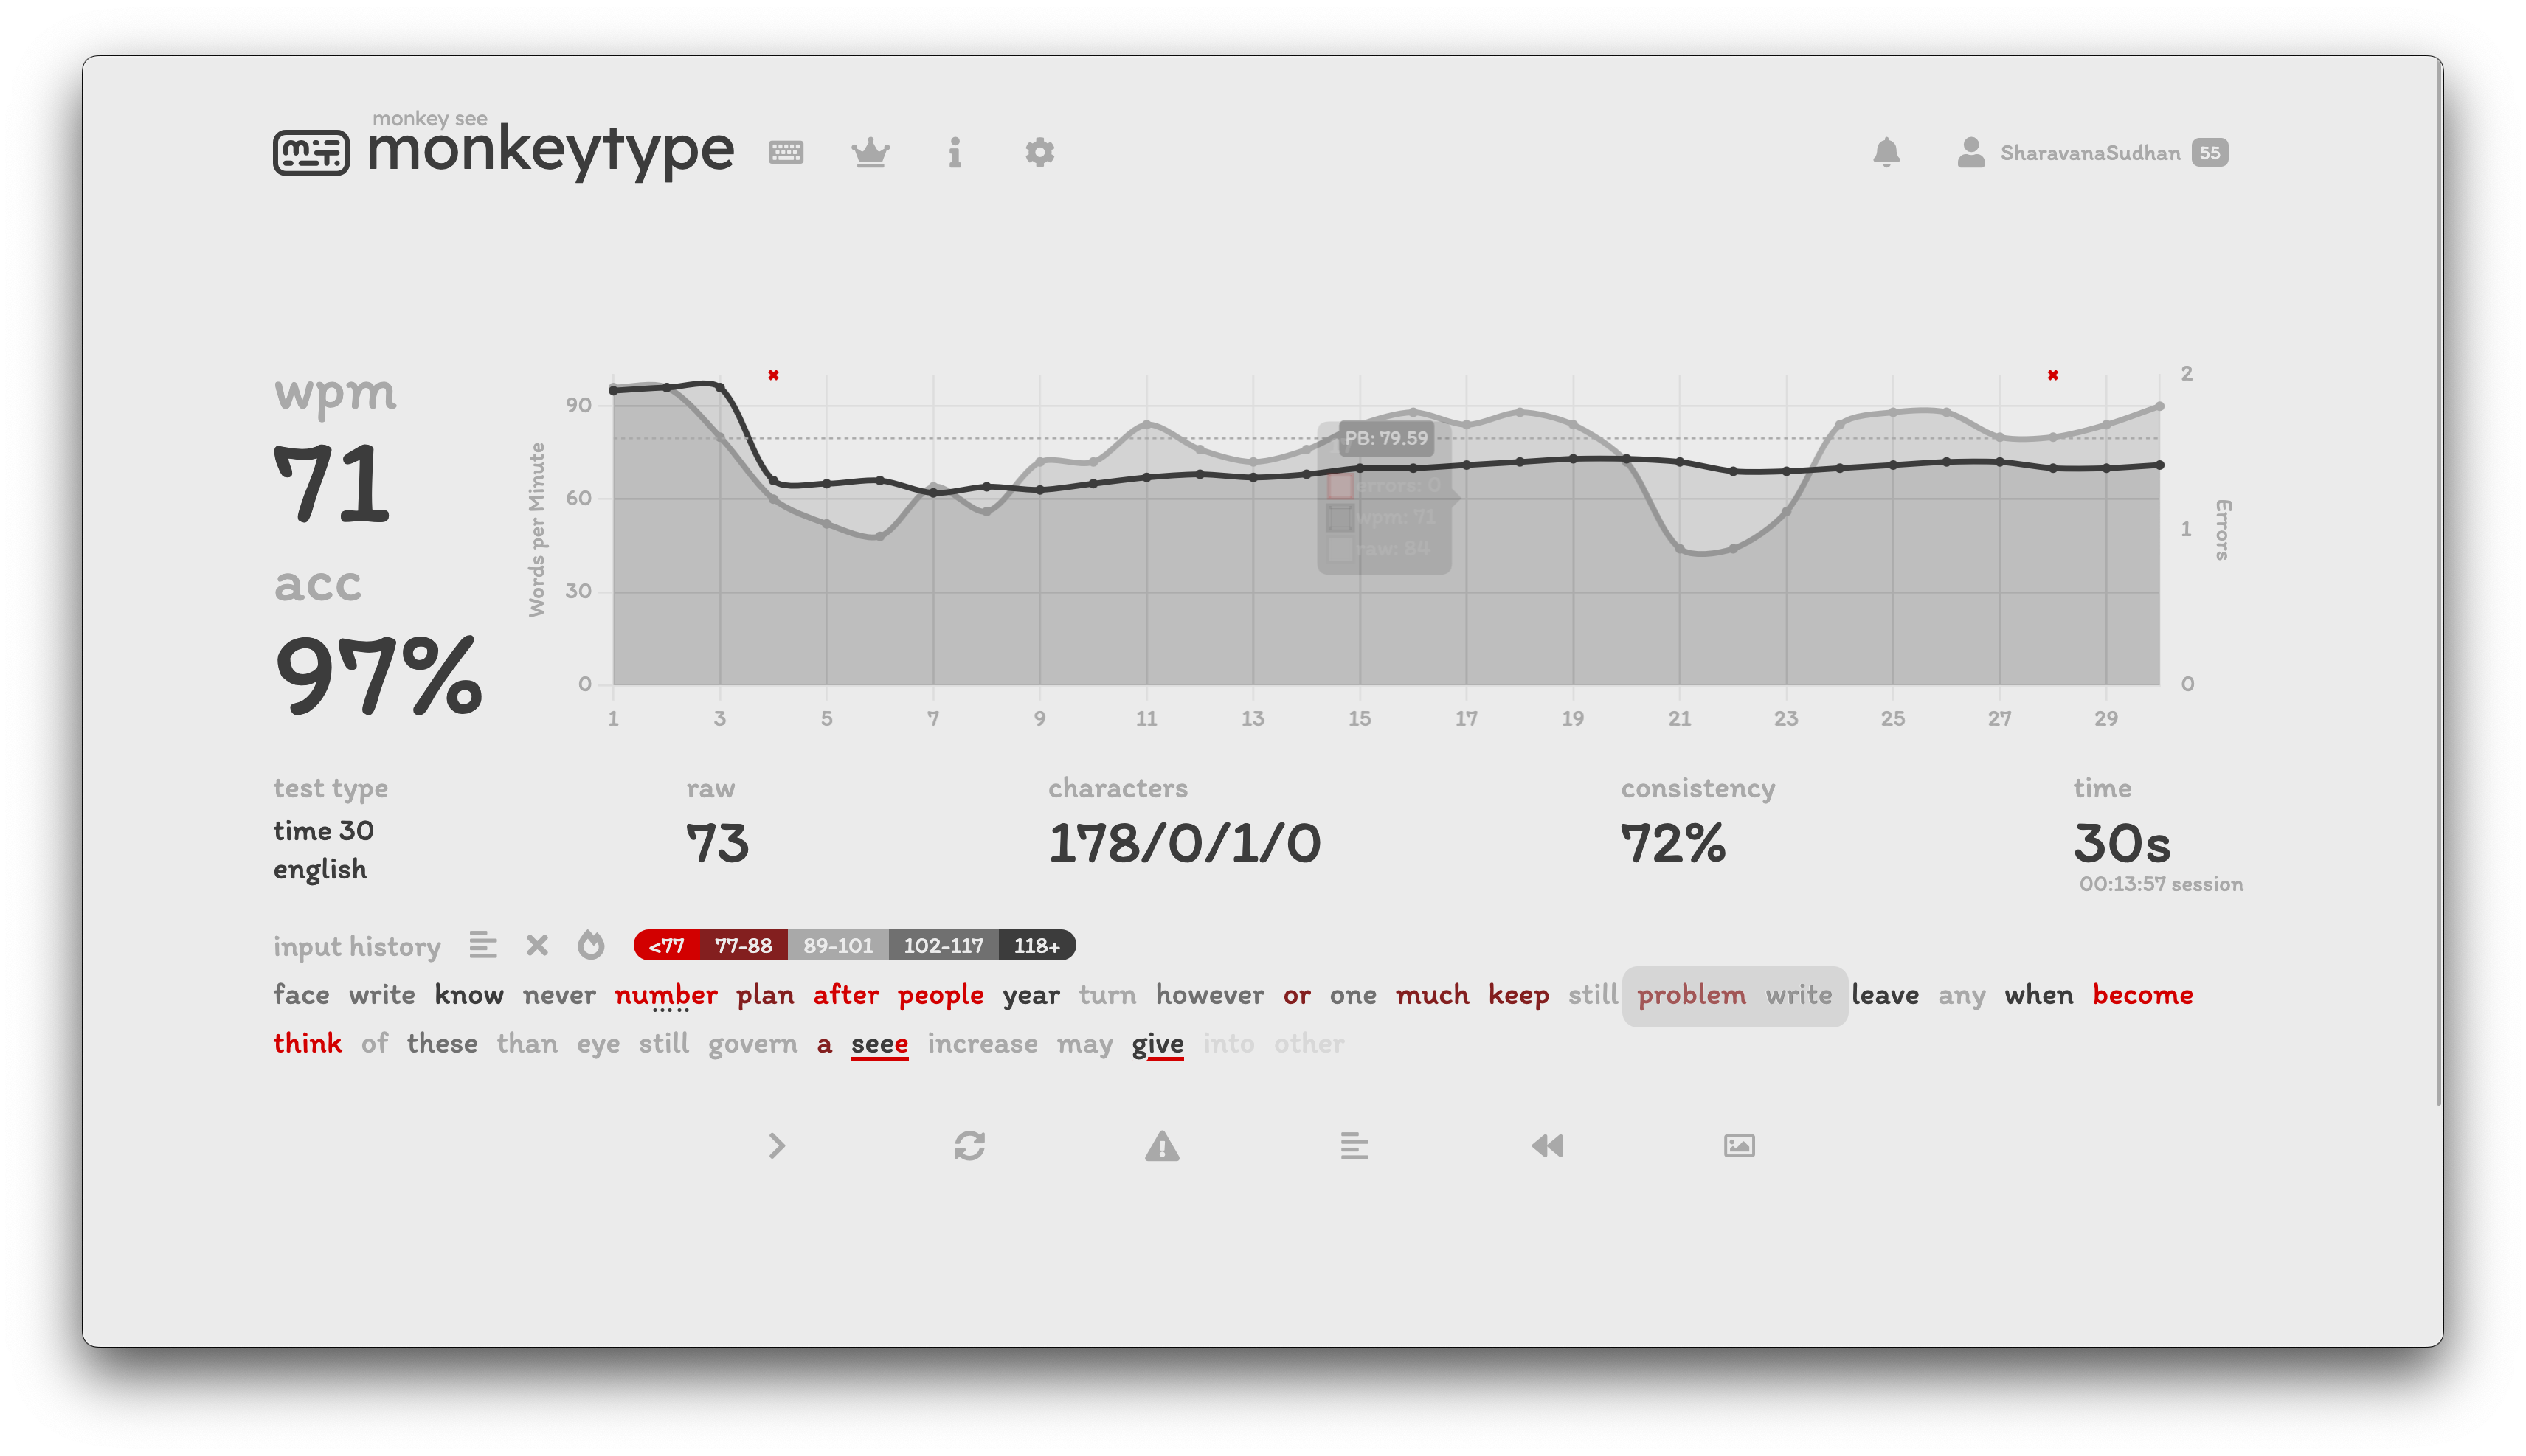 monkey see
monkeytype
SharavanaSudhan 55
wpm
71
acc
97%
Words per Minute
90
60
30
0
PB: 79.59
errors: 0
wpm: 71
raw: 84
2
1
0
Errors
1 3 5 7 9 11 13 15 17 19 21 23 25 27 29
test type
time 30
english
raw
73
characters
178/0/1/0
consistency
72%
time
30s
00:13:57 session
input history <77 77-88 89-101 102-117 118+
face write know never number plan after people year turn however or one much keep still problem write leave any when become
think of these than eye still govern a seee increase may give into other